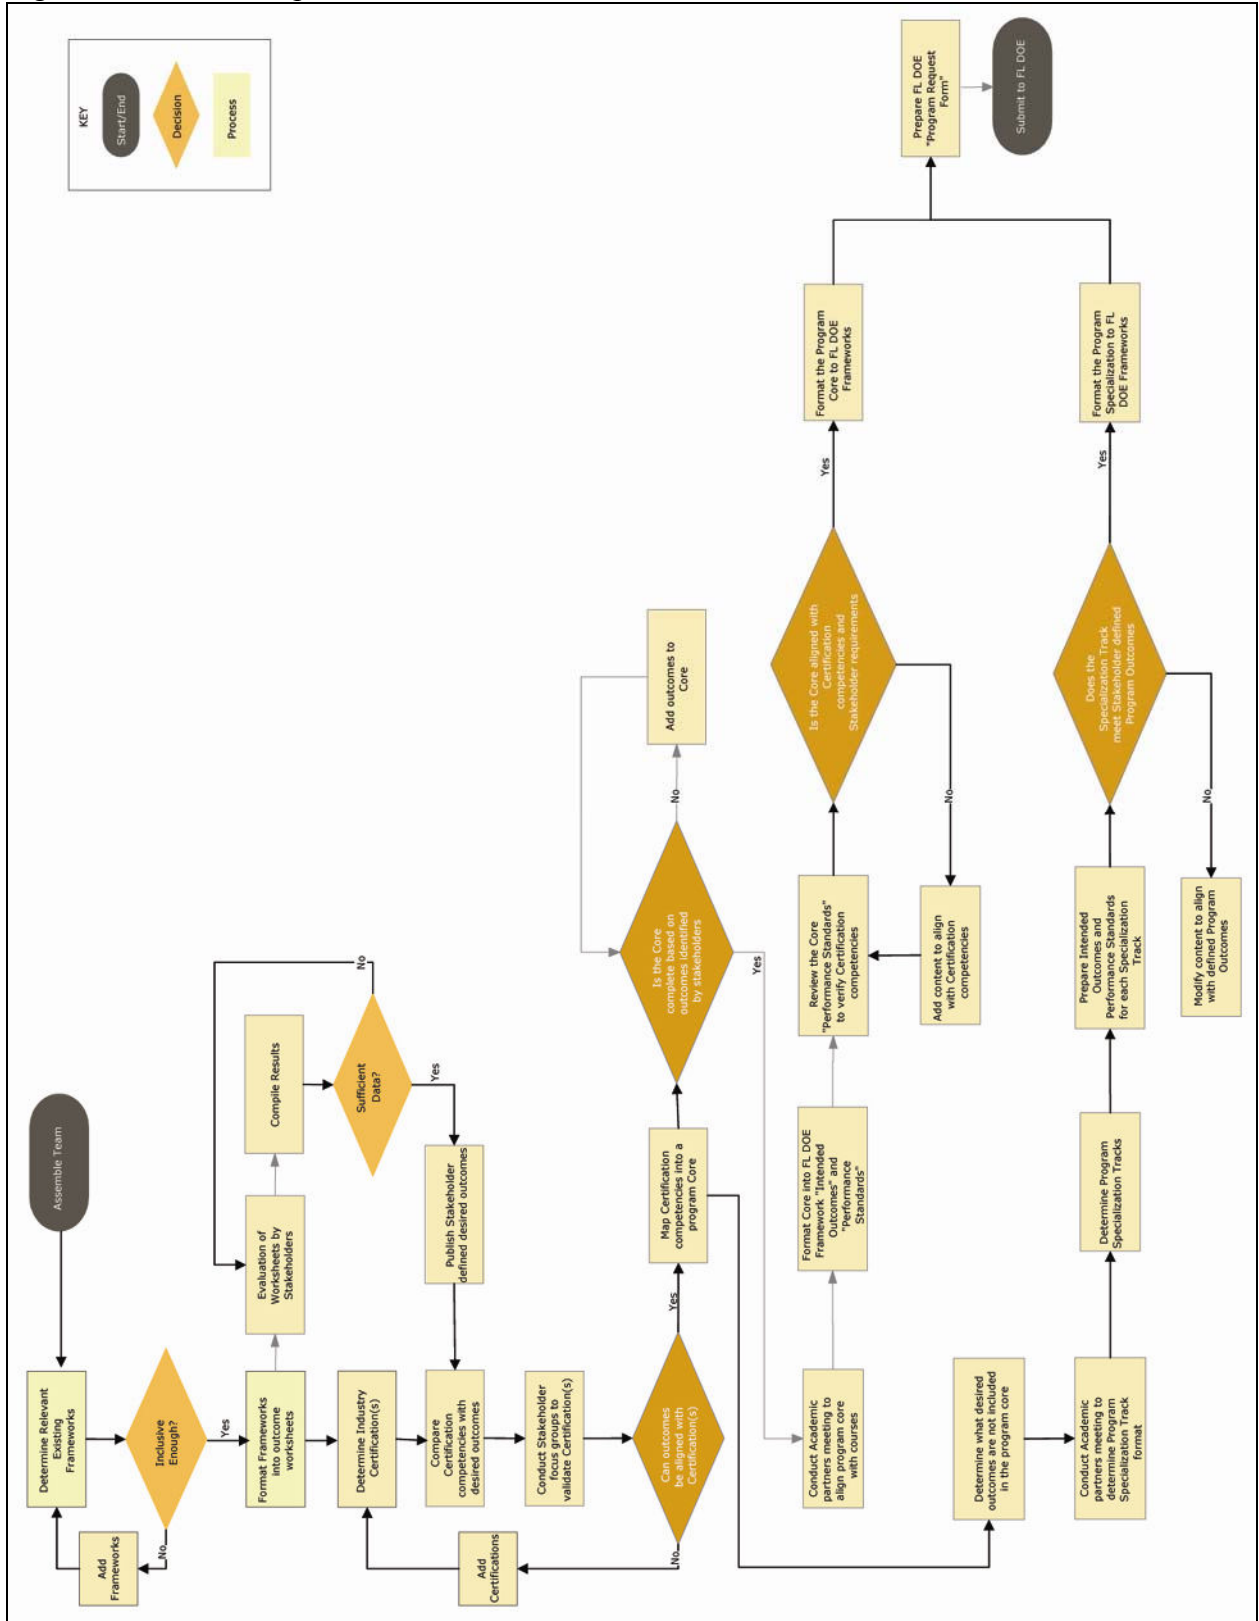 KEY
Start/End
Decision
Process
Assemble Team
Determine Relevant
Existing
Frameworks
Add
Frameworks
Inclusive
Enough?
No
Yes
Format Frameworks
into outcome
worksheets
Evaluation of
Worksheets by
Stakeholders
Compile Results
Sufficient
Data?
No
Yes
Publish Stakeholder
defined desired outcomes
Determine Industry
Certification(s)
Compare
Certification
competencies with
desired outcomes
Conduct Stakeholder
focus groups to
validate Certification(s)
Add
Certifications
Can outcomes
be aligned with
Certification(s)
No
Yes
Map Certification
competencies into a
program Core
Is the Core
complete based on
outcomes identified
by stakeholders
No
Add outcomes to
Core
Yes
Conduct Academic
partners meeting to
align program core
with courses
Format Core into FL DOE
Framework "Intended
Outcomes" and
"Performance
Standards"
Review the Core
"Performance Standards"
to verify Certification
competencies
Add content to align
with Certification
competencies
Is the Core aligned with
Certification
competencies and
Stakeholder requirements
No
Yes
Format the Program
Core to FL DOE
Frameworks
Determine what desired
outcomes are not included
in the program core
Conduct Academic
partners meeting to
determine Program
Specialization Track
format
Determine Program
Specialization Tracks
Prepare Intended
Outcomes and
Performance Standards
for each Specialization
Track
Does the
Specialization Track
meet Stakeholder defined
Program Outcomes
No
Modify content to align
with defined Program
Outcomes
Yes
Format the Program
Specialization to FL
DOE Frameworks
Prepare FL DOE
"Program Request
Form"
Submit to FL DOE